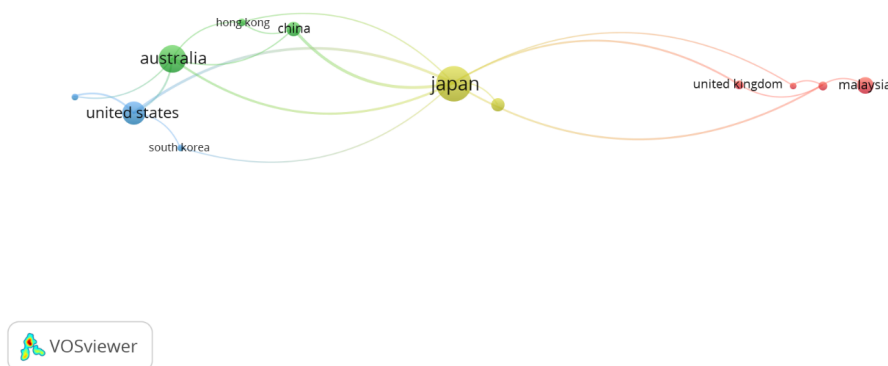 hong kong
china
australia
japan
united kingdom
malaysia
united states
south korea
VOSviewer